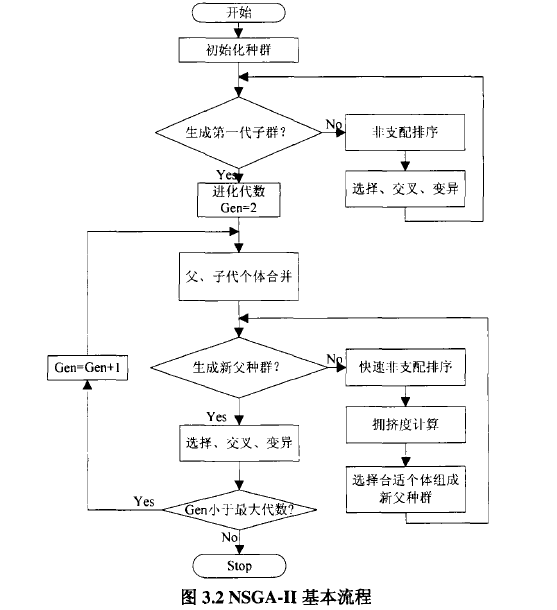 开始
初始化种群
生成第一代子群？
No
非支配排序
Yes
选择、交叉、变异
进化代数
Gen=2
父、子代个体合并
生成新父种群？
No
快速非支配排序
Gen=Gen+1
Yes
拥挤度计算
选择、交叉、变异
选择合适个体组成
新父种群
Yes
Gen小于最大代数？
No
Stop
图 3.2 NSGA-II 基本流程